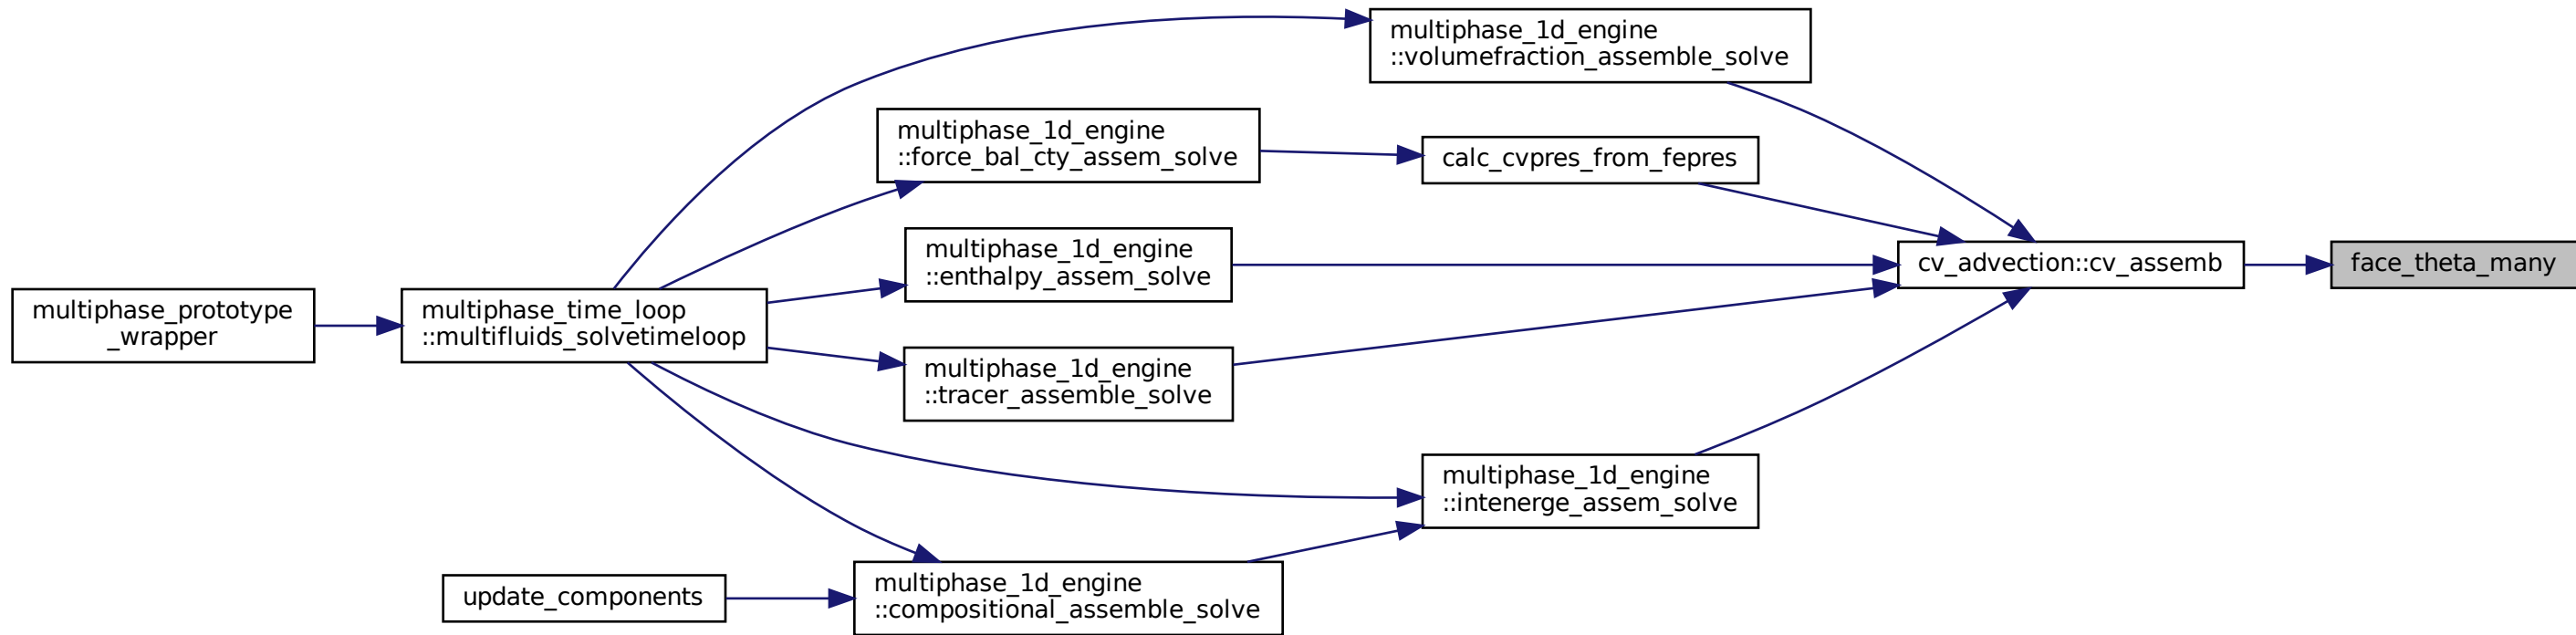 multiphase_1d_engine
::volumefraction_assemble_solve
multiphase_1d_engine
::force_bal_cty_assem_solve
calc_cvpres_from_fepres
multiphase_1d_engine
::enthalpy_assem_solve
cv_advection::cv_assemb
face_theta_many
multiphase_prototype
_wrapper
multiphase_time_loop
::multifluids_solvetimeloop
multiphase_1d_engine
::tracer_assemble_solve
multiphase_1d_engine
::intenerge_assem_solve
update_components
multiphase_1d_engine
::compositional_assemble_solve